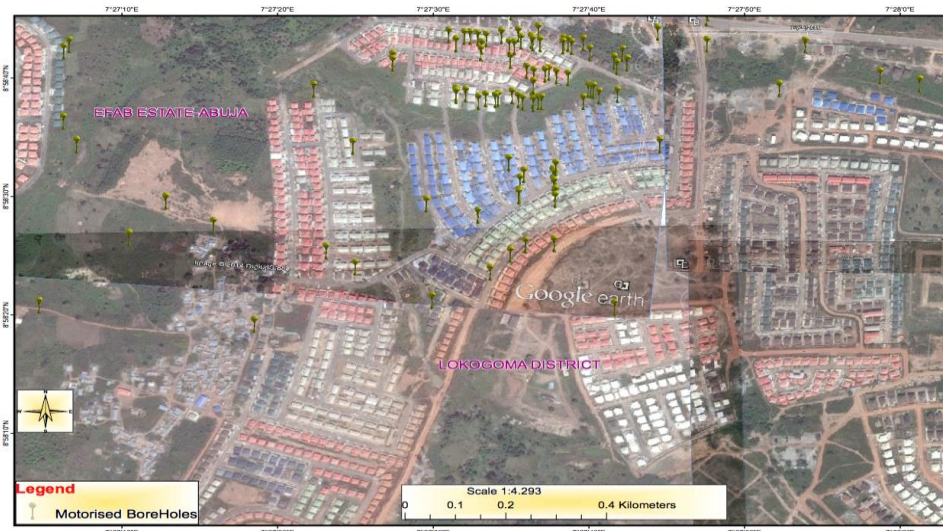 7°27'10"E 7°27'20"E 7°27'30"E 7°27'40"E 7°27'50"E 7°28'0"E
8°58'40"N
EFAB ESTATE ABUJA
8°58'30"N
Google earth
8°58'20"N
LOKOGOMA DISTRICT
8°58'10"N
Legend
Motorised BoreHoles
Scale 1:4.293
0 0.1 0.2 0.4 Kilometers